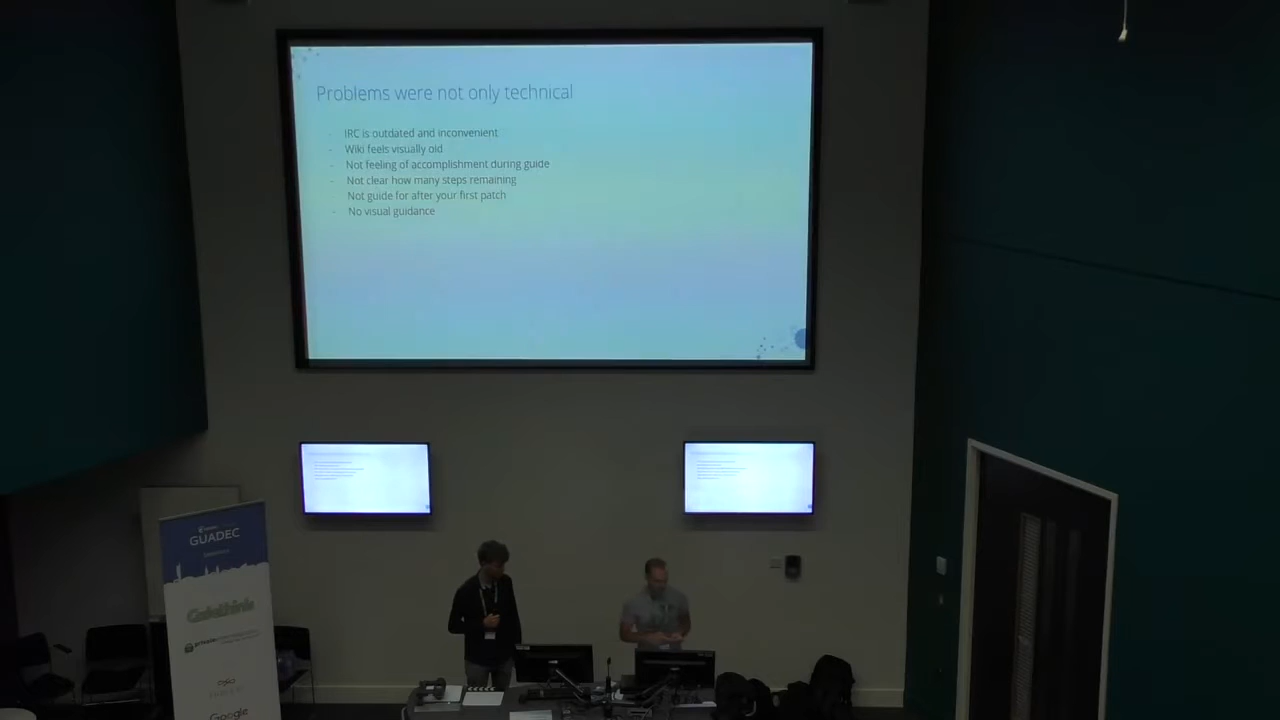 Problems were not only technical
- IRC is outdated and inconvenient
- Wiki feels visually old
- Not feeling of accomplishment during guide
- Not clear how many steps remaining
Not guide for after your first patch
- No visual guidance
GUADEC
Codethink
Google